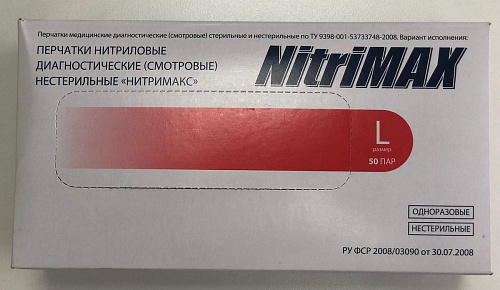 Перчатки медицинские диагностические (смотровые) стерильные и нестерильные по ТУ 9398-001-53733748-2008. Вариант исполнения:
ПЕРЧАТКИ НИТРИЛОВЫЕ
ДИАГНОСТИЧЕСКИЕ (СМОТРОВЫЕ)
НЕСТЕРИЛЬНЫЕ «НИТРИМАКС»
NitriMAX
L
размер
50 ПАР
ОДНОРАЗОВЫЕ
НЕСТЕРИЛЬНЫЕ
РУ ФСР 2008/03090 от 30.07.2008